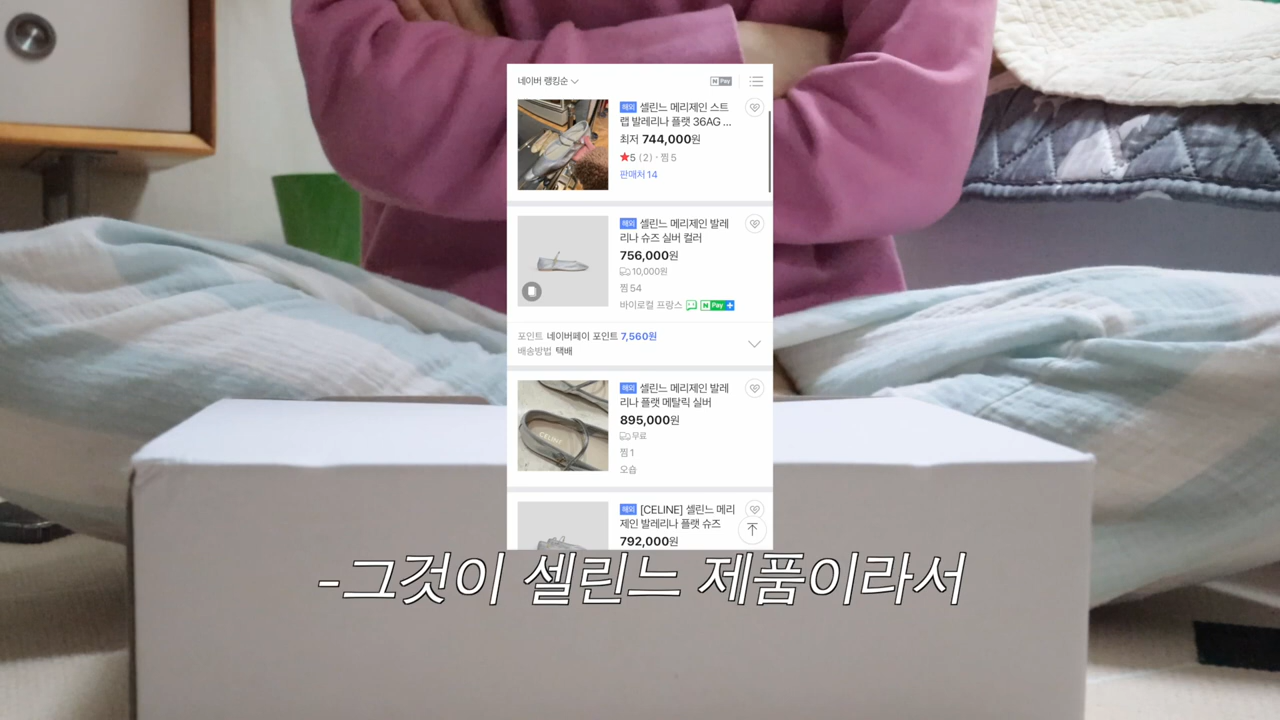 네이버 랭킹순
N Pay
해외 셀린느 메리제인 스트
랩 발레리나 플랫 36AG ...
최저 744,000원
★5 (2) · 찜 5
판매처 14
해외 셀린느 메리제인 발레
리나 슈즈 실버 컬러
756,000원
10,000원
찜 54
바이로컬 프랑스 N Pay +
포인트 네이버페이 포인트 7,560원
배송방법 택배
해외 셀린느 메리제인 발레
리나 플랫 메탈릭 실버
895,000원
무료
찜 1
오숍
CELINE
해외 [CELINE] 셀린느 메리
제인 발레리나 플랫 슈즈
792,000원
-그것이 셀린느 제품이라서